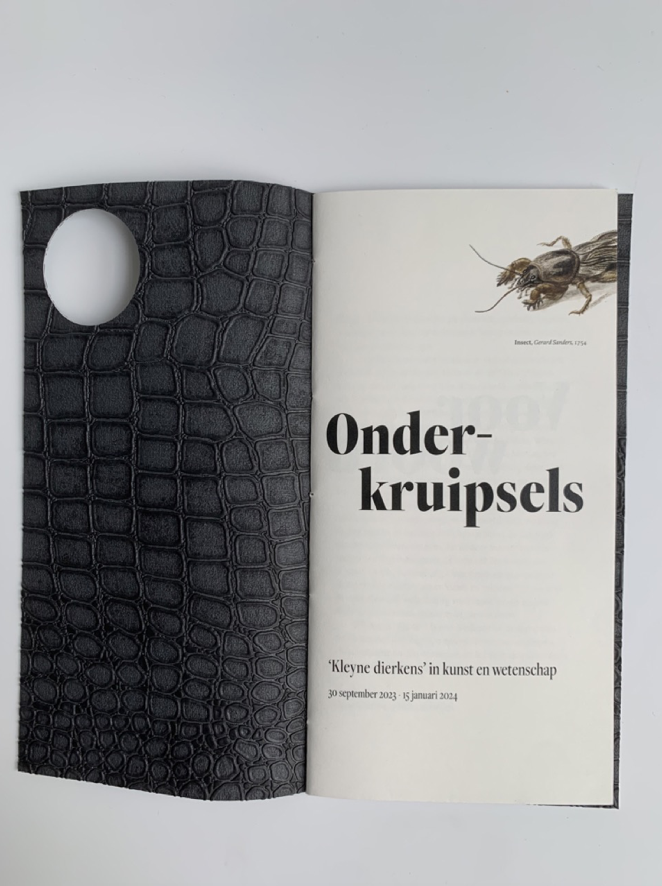 Insect, Gerard Sanders, 1754
Onder-
kruipsels
‘Kleyne dierkens’ in kunst en wetenschap
30 september 2023 · 15 januari 2024